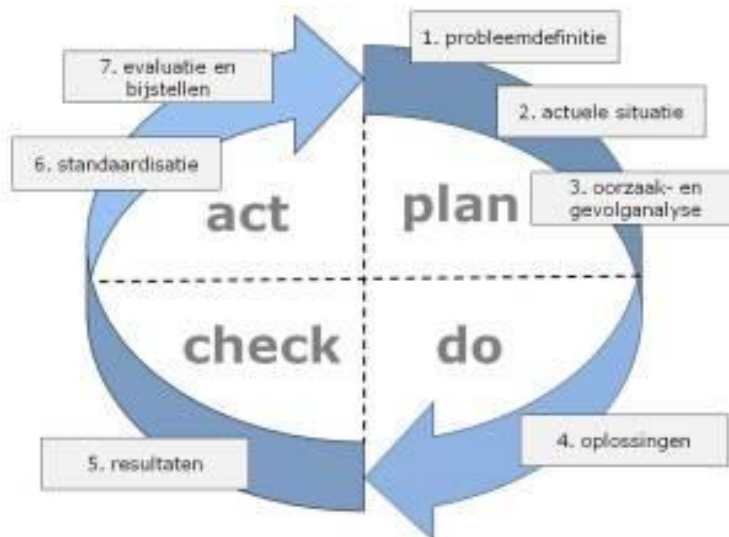 1. probleemdefinitie
2. actuele situatie
3. oorzaak- en
gevolganalyse
4. oplossingen
5. resultaten
6. standaardisatie
7. evaluatie en
bijstellen
act
plan
check
do